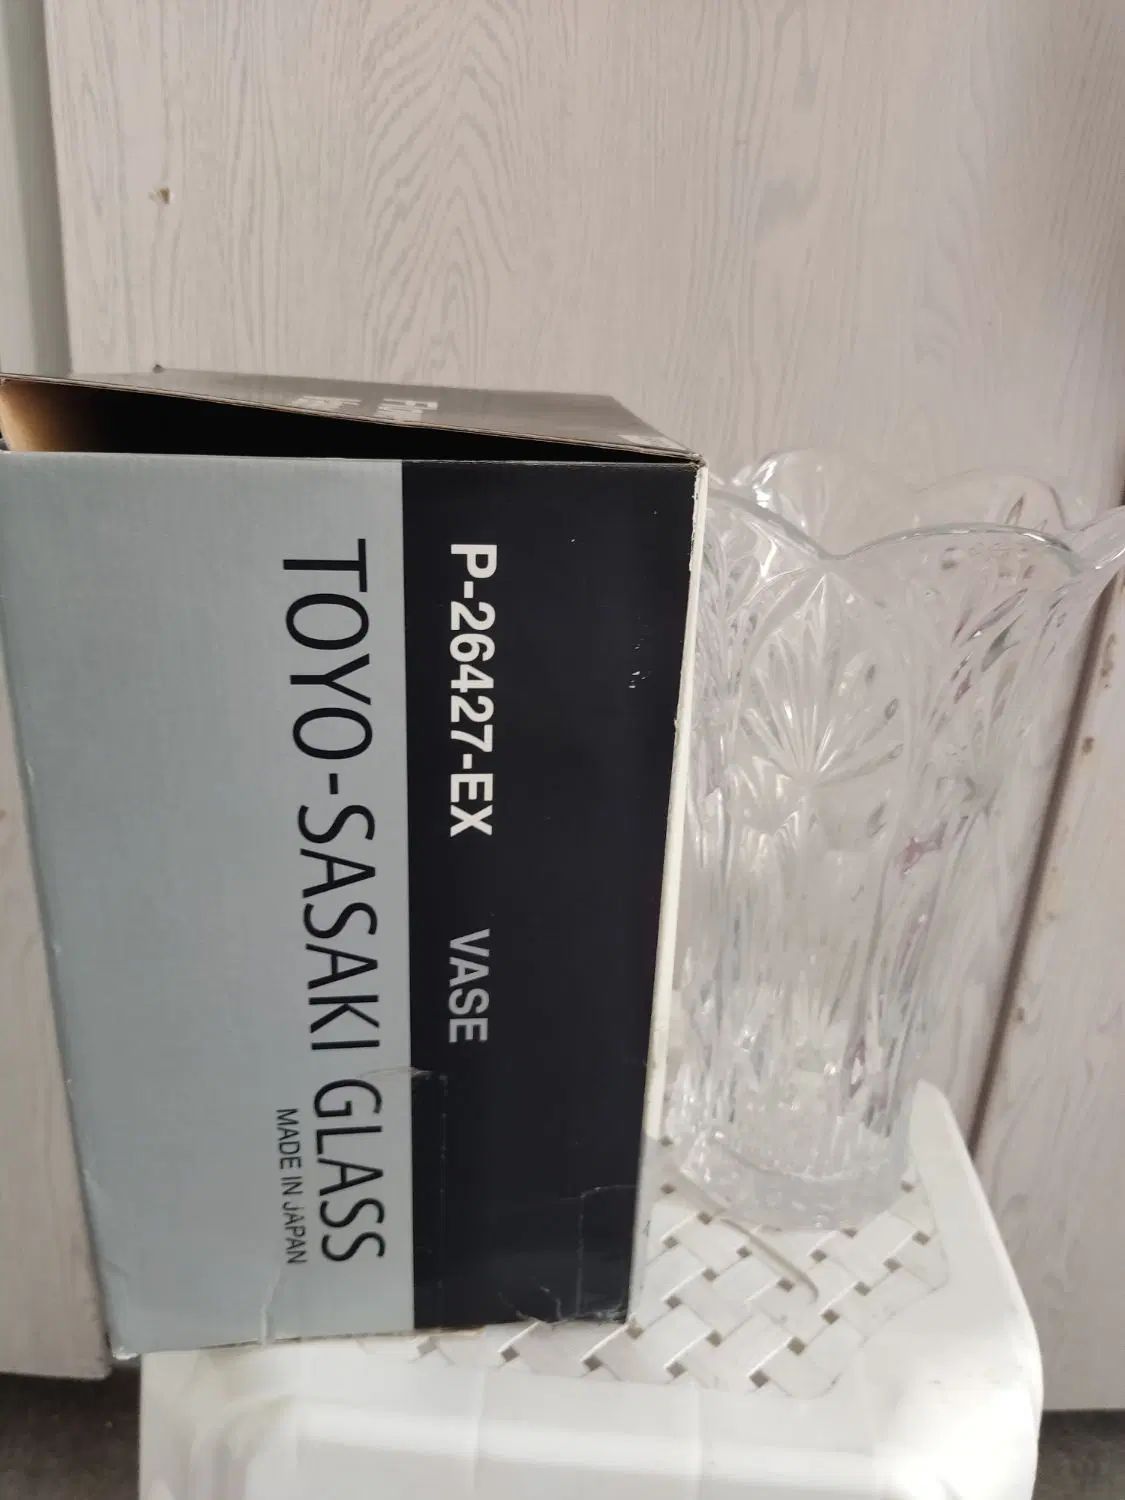 P-26427-EX VASE
TOYO-SASAKI GLASS
MADE IN JAPAN